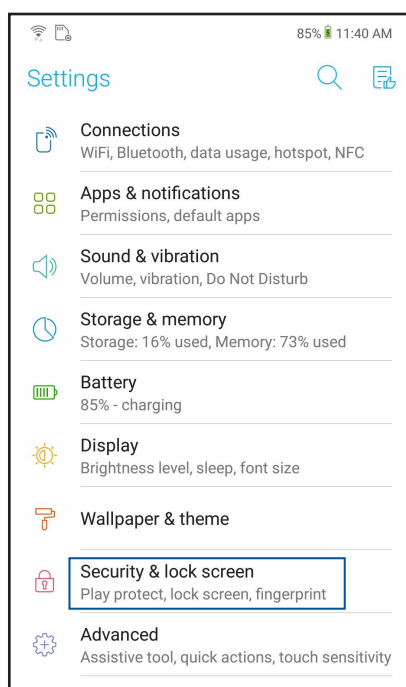 85% 11:40 AM
Settings
Connections
WiFi, Bluetooth, data usage, hotspot, NFC
Apps & notifications
Permissions, default apps
Sound & vibration
Volume, vibration, Do Not Disturb
Storage & memory
Storage: 16% used, Memory: 73% used
Battery
85% - charging
Display
Brightness level, sleep, font size
Wallpaper & theme
Security & lock screen
Play protect, lock screen, fingerprint
Advanced
Assistive tool, quick actions, touch sensitivity